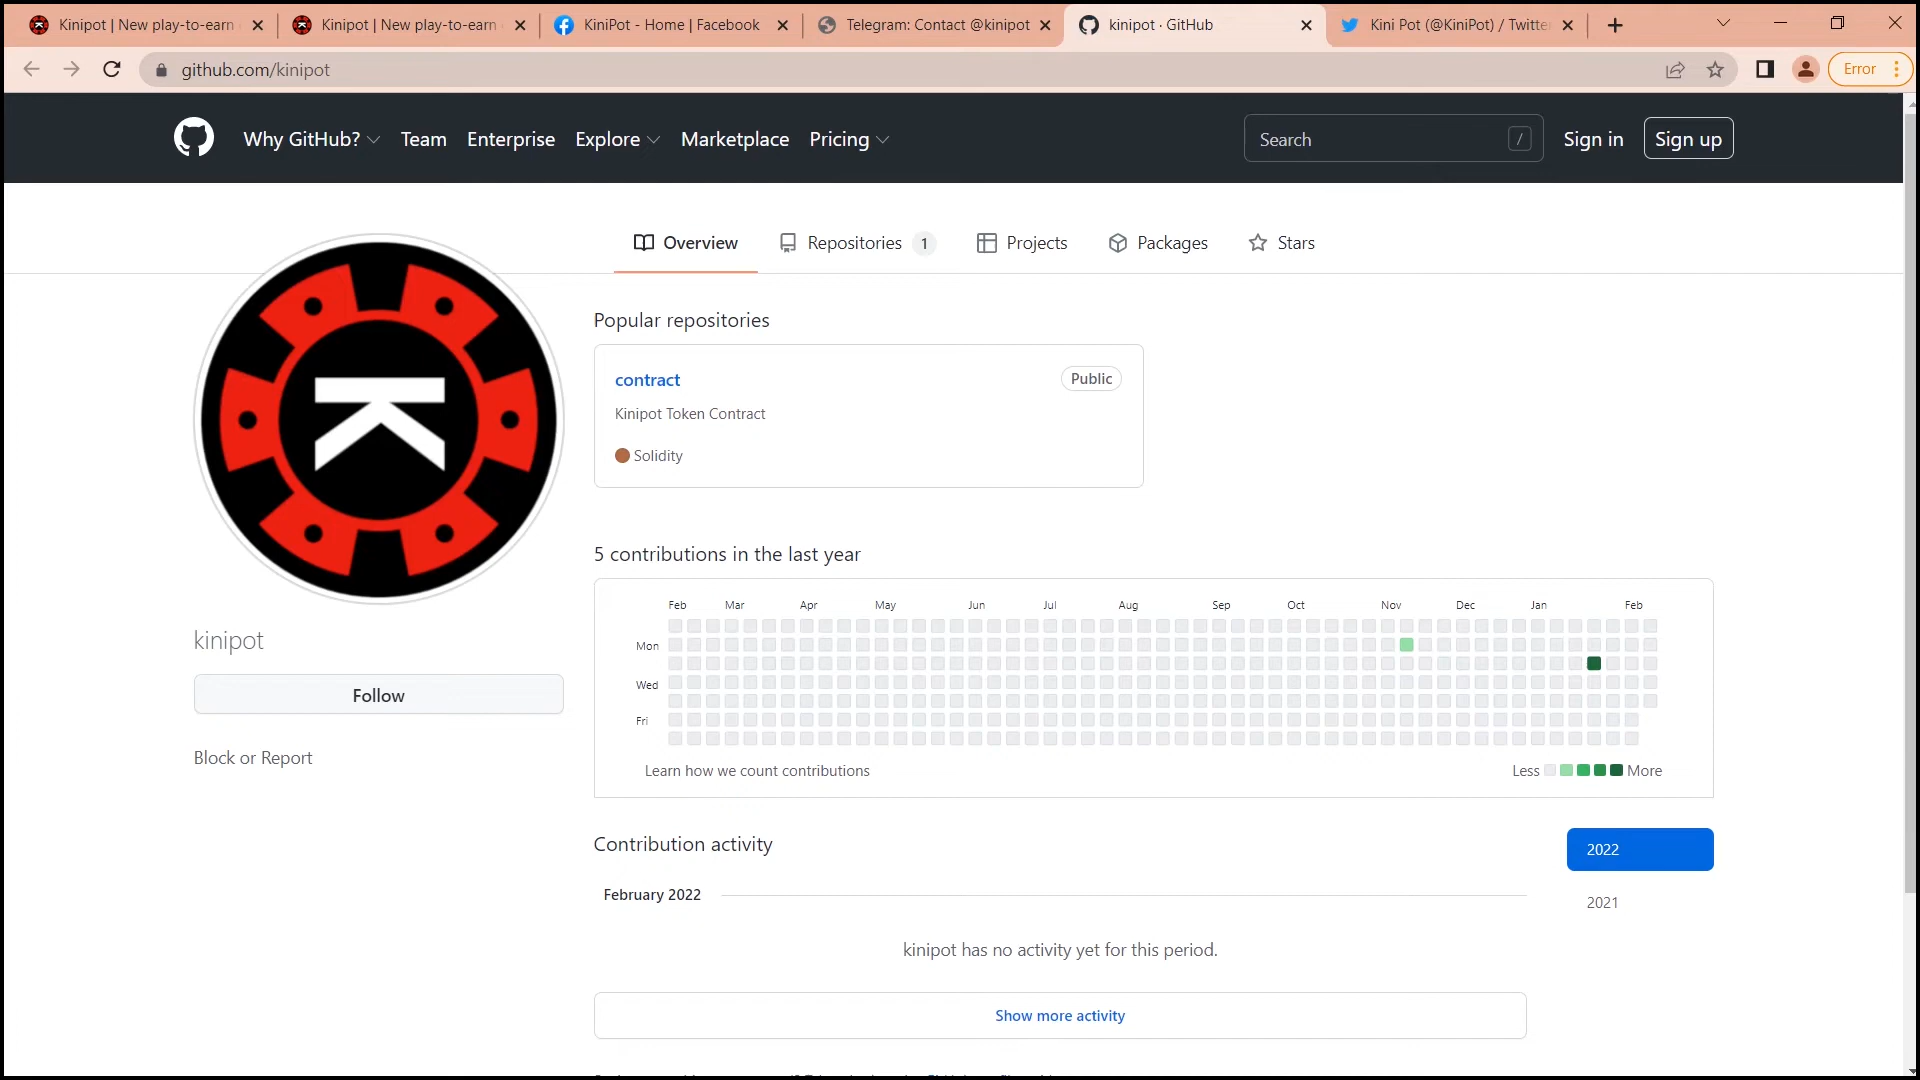 Kinipot | New play-to-earn
Kinipot | New play-to-earn
KiniPot - Home | Facebook
Telegram: Contact @kinipot
kinipot · GitHub
Kini Pot (@KiniPot) / Twitte
github.com/kinipot
Error
Why GitHub?
Team
Enterprise
Explore
Marketplace
Pricing
Search
/
Sign in
Sign up
Overview
Repositories 1
Projects
Packages
Stars
K
kinipot
Follow
Block or Report
Popular repositories
contract
Public
Kinipot Token Contract
Solidity
5 contributions in the last year
Feb Mar Apr May Jun Jul Aug Sep Oct Nov Dec Jan Feb
Mon
Wed
Fri
Learn how we count contributions
Less
More
Contribution activity
2022
2021
February 2022
kinipot has no activity yet for this period.
Show more activity